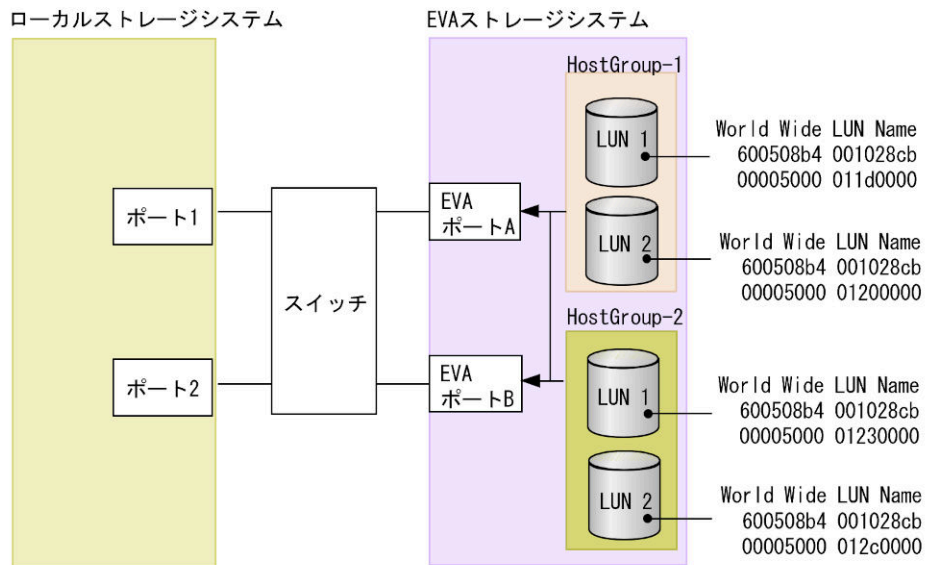 ローカルストレージシステム
EVAストレージシステム
HostGroup-1
LUN 1
World Wide LUN Name
600508b4 001028cb
00005000 011d0000
ポート1
EVA
ポートA
LUN 2
World Wide LUN Name
600508b4 001028cb
00005000 01200000
スイッチ
HostGroup-2
ポート2
EVA
ポートB
LUN 1
World Wide LUN Name
600508b4 001028cb
00005000 01230000
LUN 2
World Wide LUN Name
600508b4 001028cb
00005000 012c0000